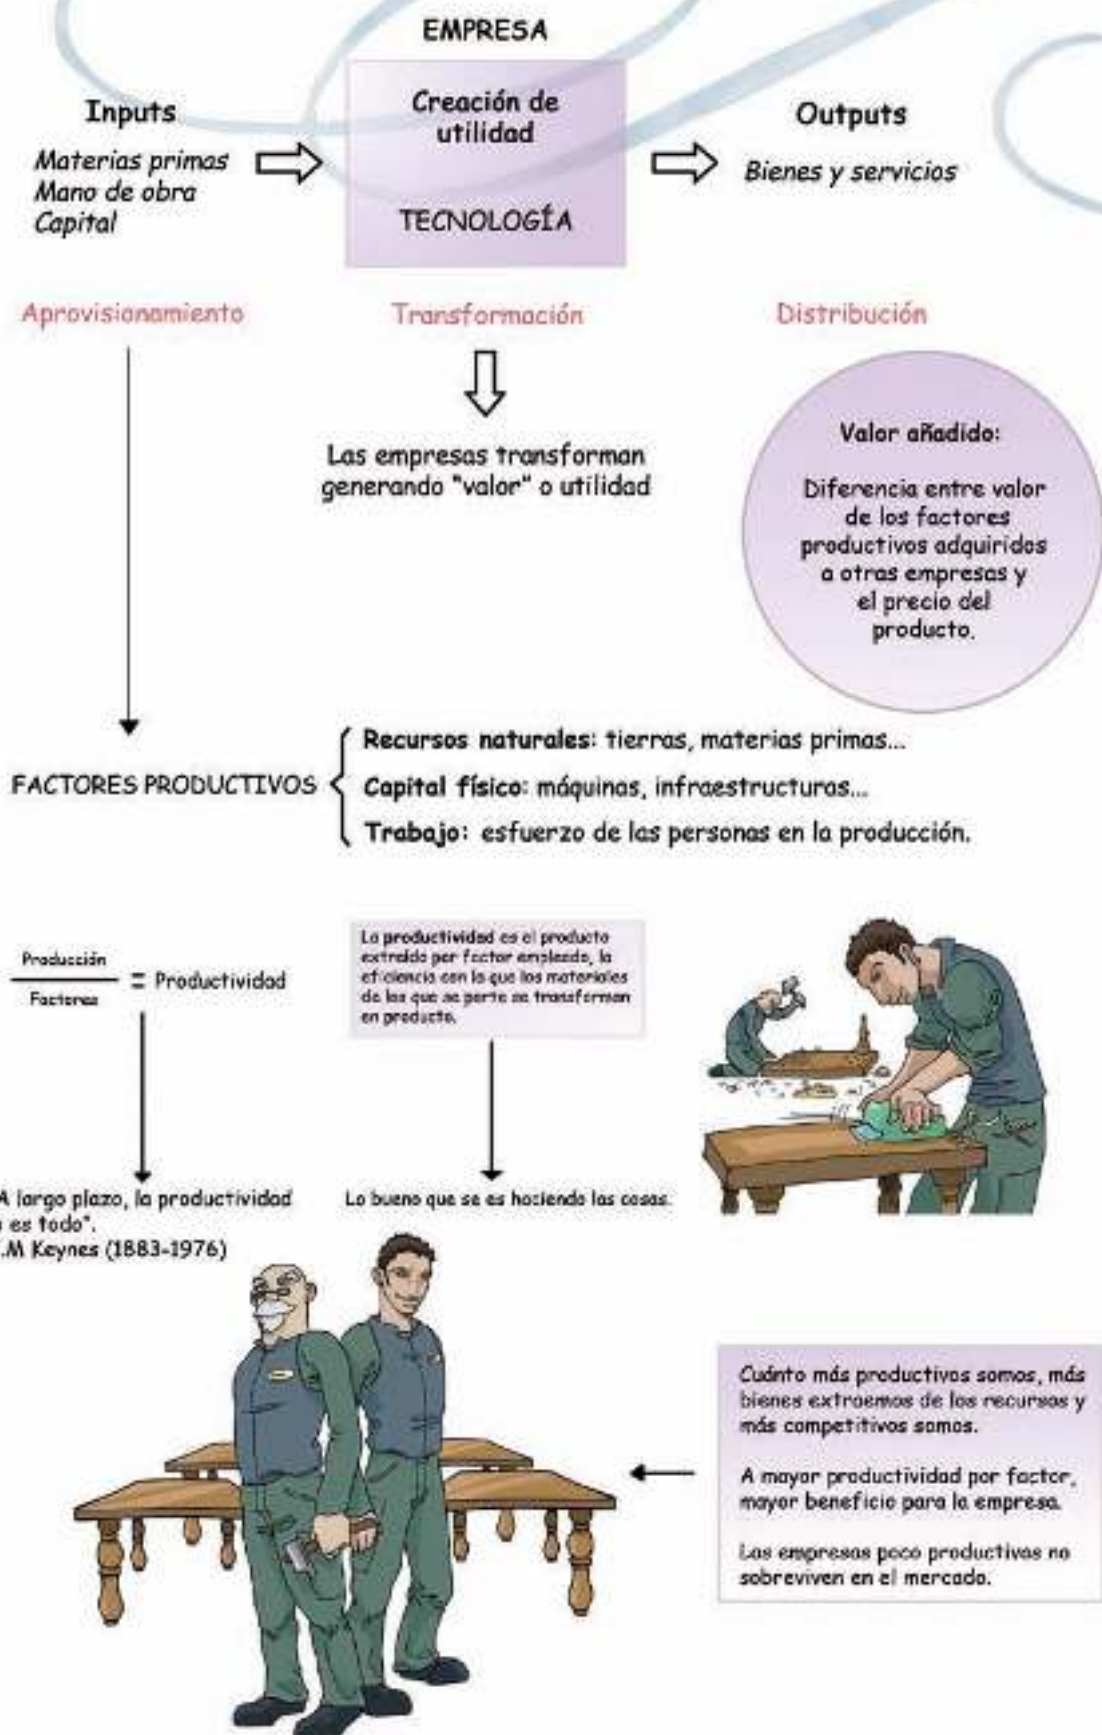 EMPRESA
Inputs
Materias primas
Mano de obra
Capital
Creación de
utilidad
TECNOLOGÍA
Outputs
Bienes y servicios
Aprovisionamiento
Transformación
Distribución
Las empresas transforman
generando "valor" o utilidad
Valor añadido:
Diferencia entre valor
de los factores
productivos adquiridos
a otras empresas y
el precio del
producto.
FACTORES PRODUCTIVOS
Recursos naturales: tierras, materias primas...
Capital físico: máquinas, infraestructuras...
Trabajo: esfuerzo de las personas en la producción.
Producción
Factores
= Productividad
La productividad es el producto
extraído por factor empleado, la
eficiencia con la que los materiales
de los que se parte se transforman
en producto.
A largo plazo, la productividad
es todo".
.M Keynes (1883-1976)
Lo bueno que se es haciendo las cosas.
Cuánto más productivos somos, más
bienes extraemos de los recursos y
más competitivos somos.
A mayor productividad por factor,
mayor beneficio para la empresa.
Las empresas poco productivas no
sobreviven en el mercado.